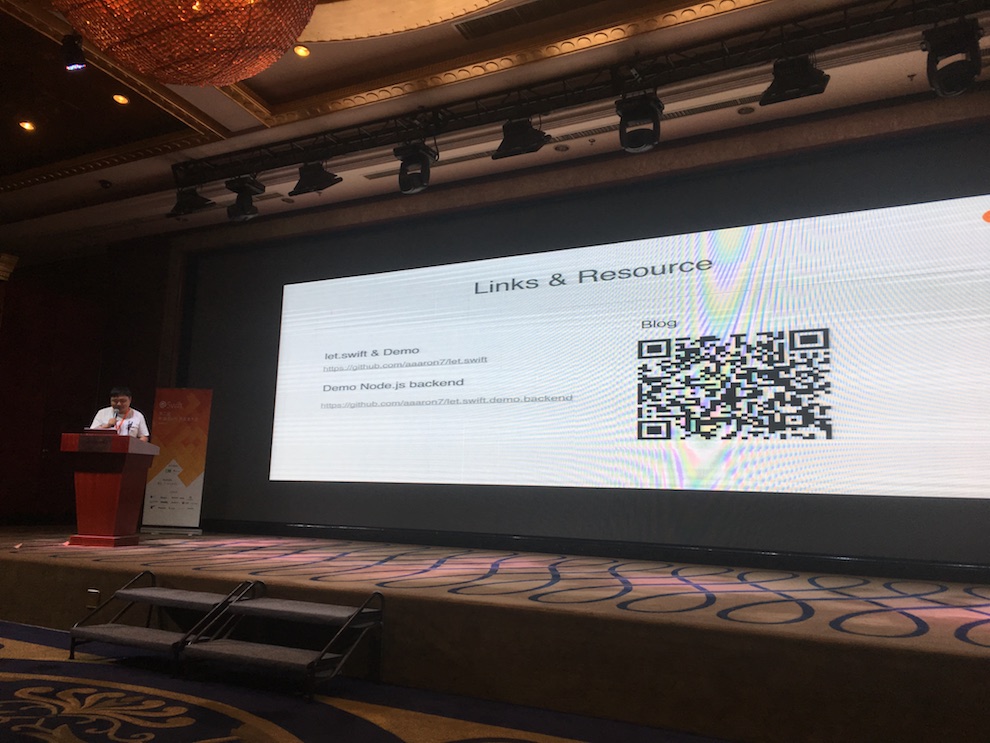 Links & Resource
let.swift & Demo
https://github.com/aaaron7/let.swift
Demo Node.js backend
https://github.com/aaaron7/let.swift.demo.backend
Blog